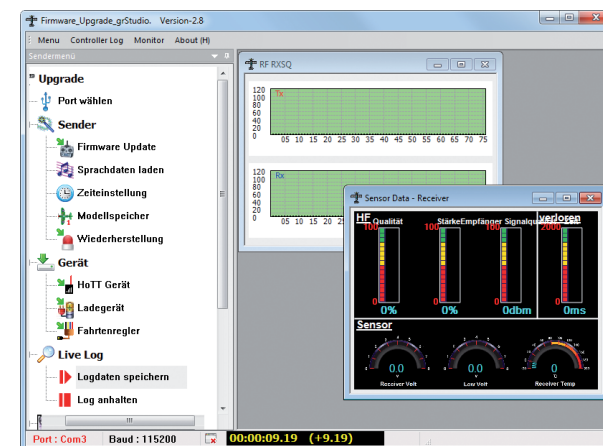 Firmware_Upgrade_grStudio. Version-2.8
Menu Controller Log Monitor About (H)
Sendermenü
Upgrade
Port wählen
Sender
Firmware Update
Sprachdaten laden
Zeiteinstellung
Modellspeicher
Wiederherstellung
Gerät
HoTT Gerät
Ladegerät
Fahrtenregler
Live Log
Logdaten speichern
Log anhalten
Port : Com3 Baud : 115200 00:00:09.19 (+9.19)
RF RXSQ
Tx
120
100
80
60
40
20
0
05 10 15 20 25 30 35 40 45 50 55 60 65 70 75
Rx
120
100
80
60
40
20
0
05 10 15 20 25
Sensor Data - Receiver
HF Qualität StärkeEmpfänger Signalqu verloren
100 100 100 2000
0 0 0 0
0% 0% 0dbm 0ms
Sensor
0.0 0.0 0
V V °C
Receiver Volt Low Volt Receiver Temp